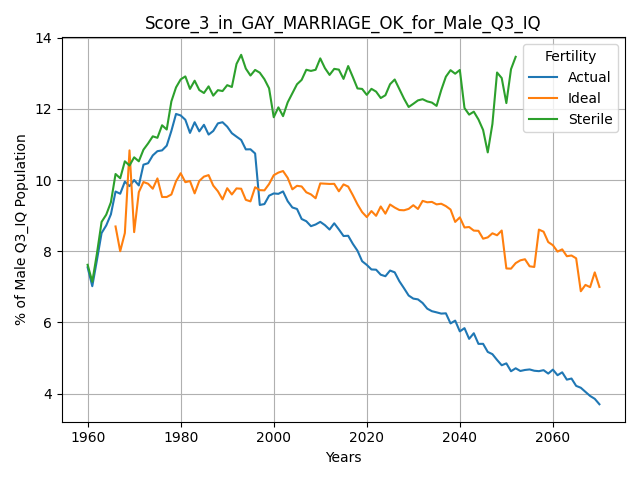 Score_3_in_GAY_MARRIAGE_OK_for_Male_Q3_IQ
% of Male Q3_IQ Population
14
12
10
8
6
4
Fertility
Actual
Ideal
Sterile
1960
1980
2000
2020
2040
2060
Years